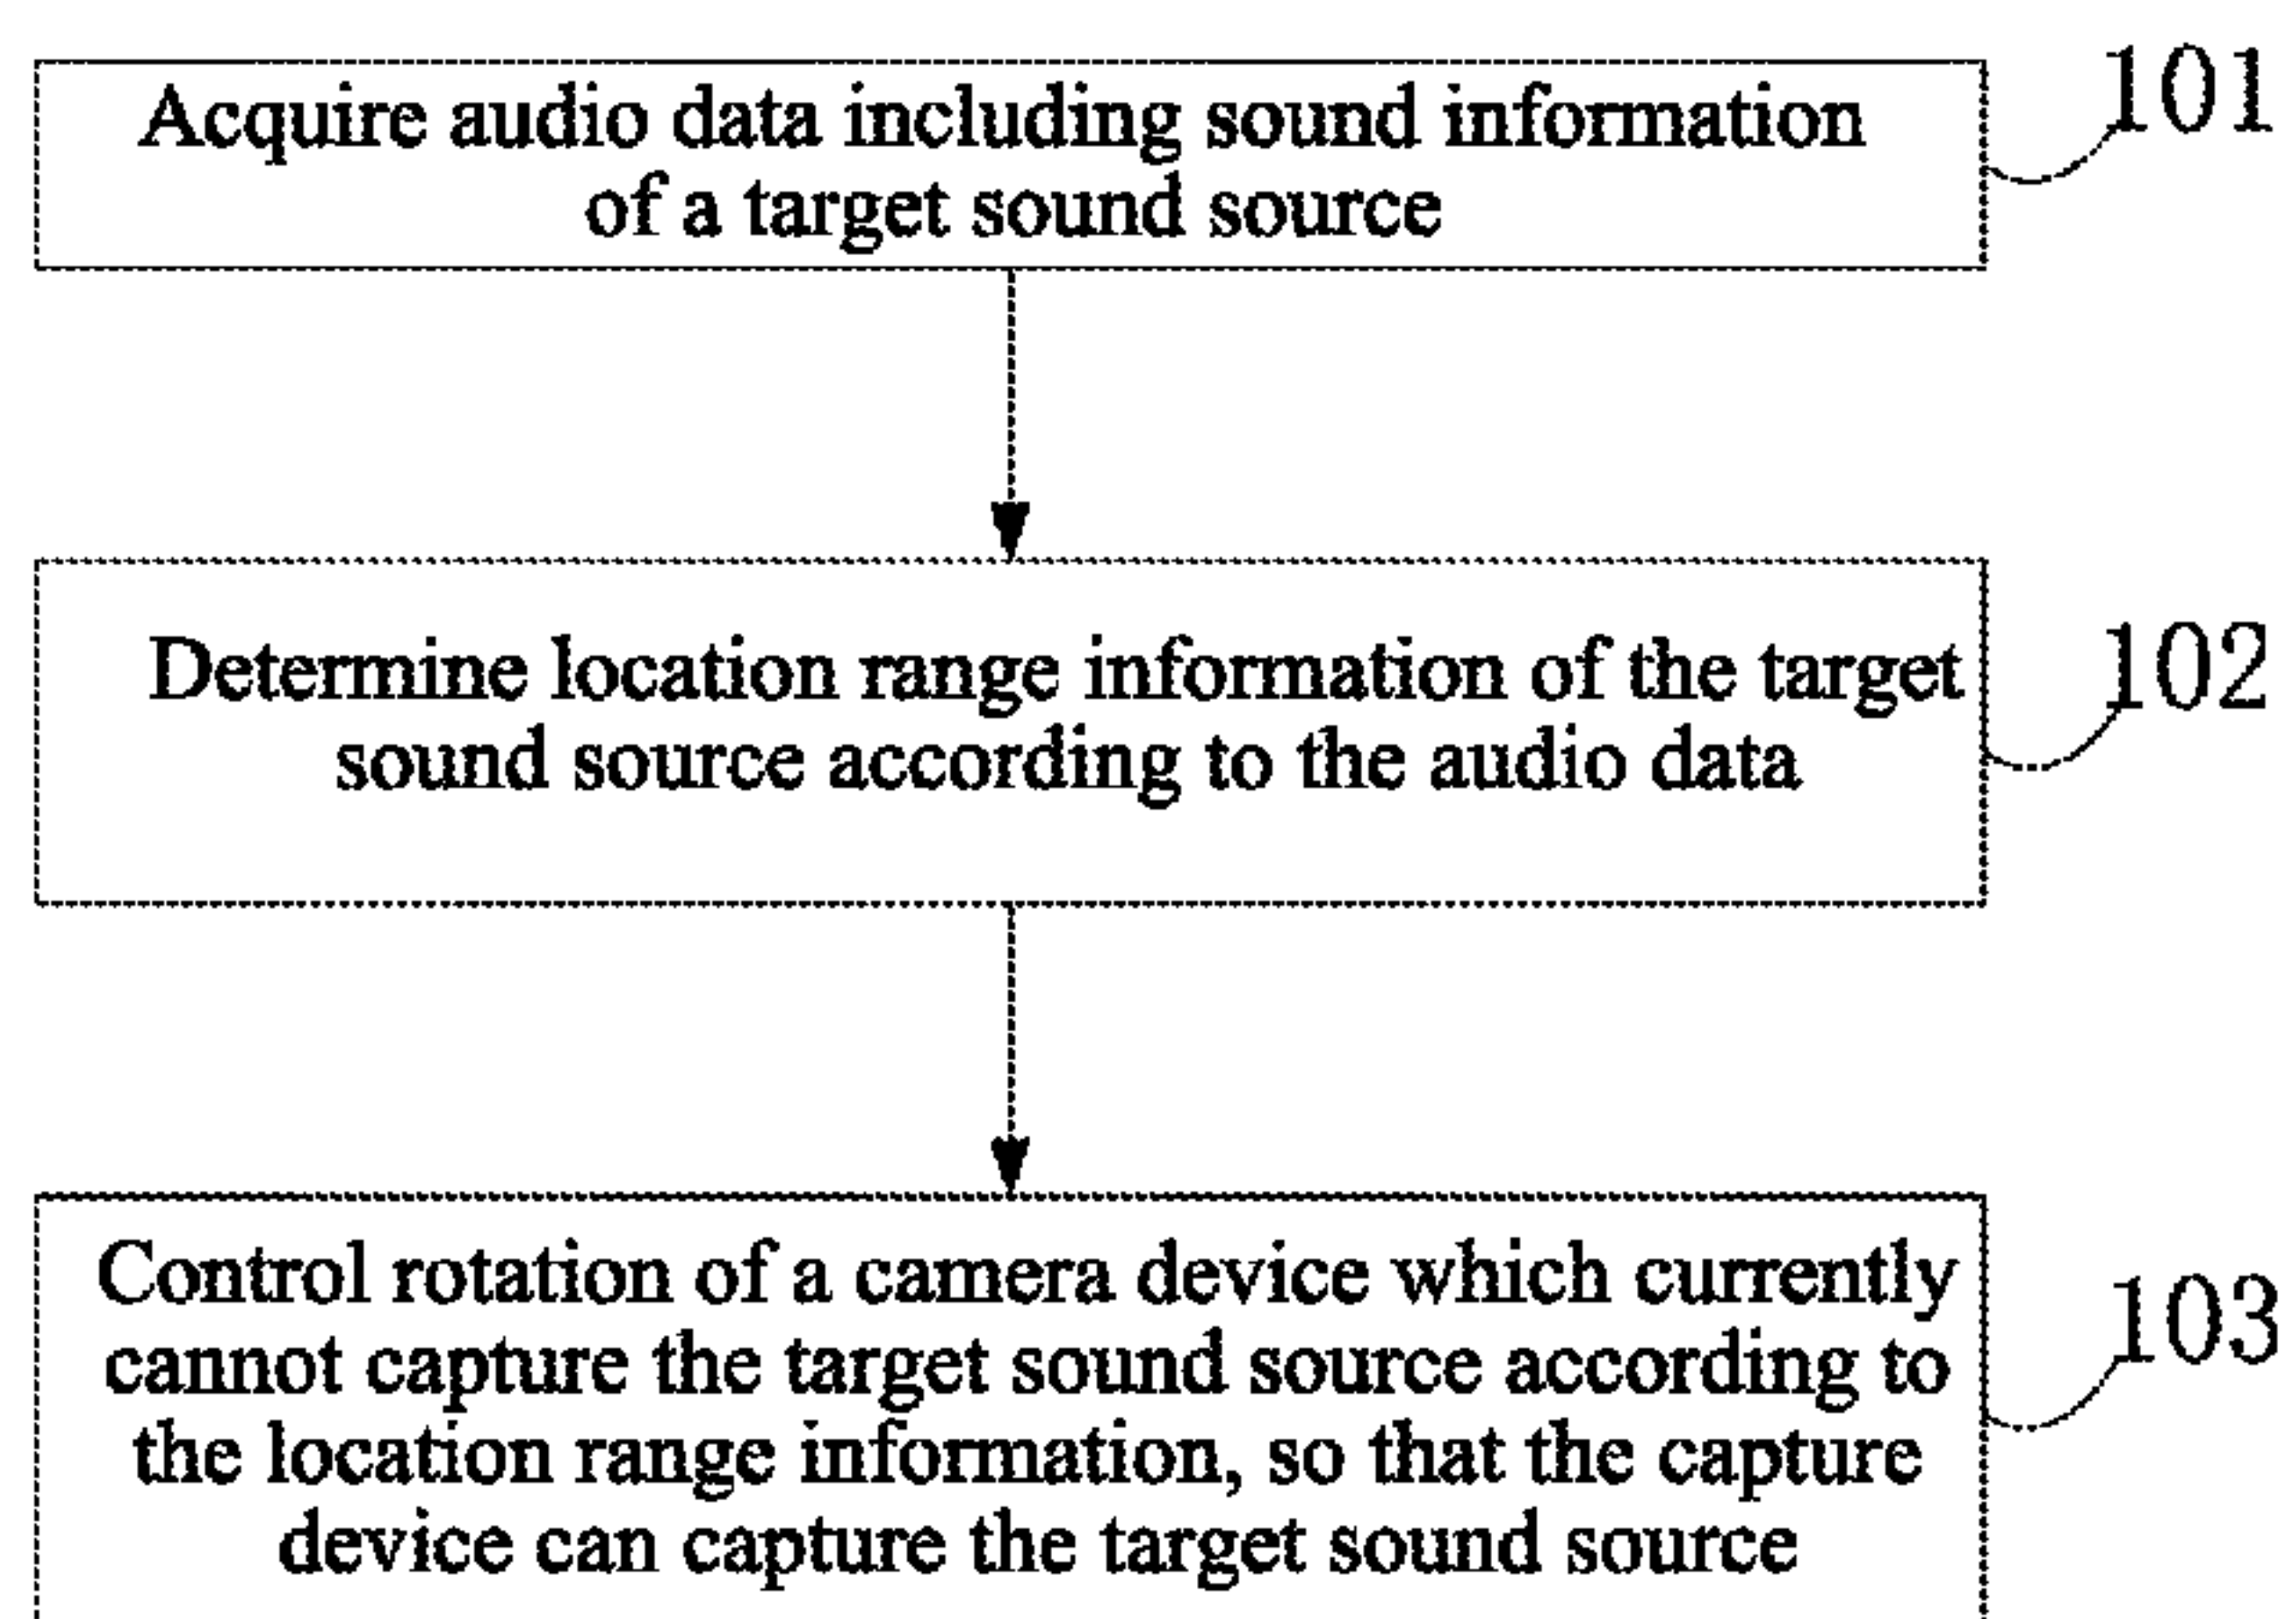 Acquire audio data including sound information
of a target sound source
101
Determine location range information of the target
sound source according to the audio data
102
Control rotation of a camera device which currently
cannot capture the target sound source according to
the location range information, so that the capture
device can capture the target sound source
103